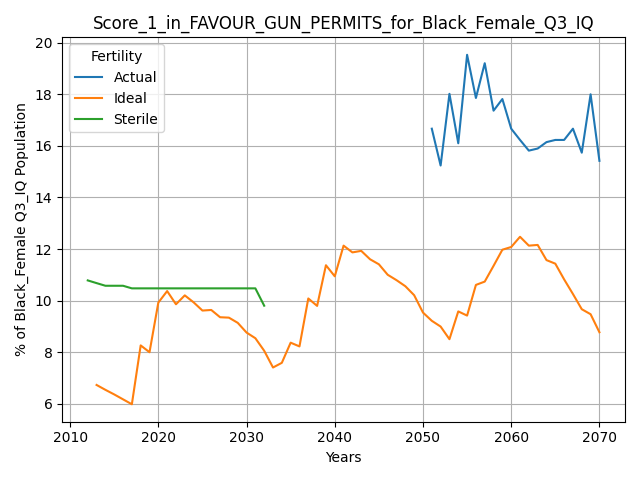 Score_1_in_FAVOUR_GUN_PERMITS_for_Black_Female_Q3_IQ
Fertility
Actual
Ideal
Sterile
% of Black_Female Q3_IQ Population
20
18
16
14
12
10
8
6
2010 2020 2030 2040 2050 2060 2070
Years